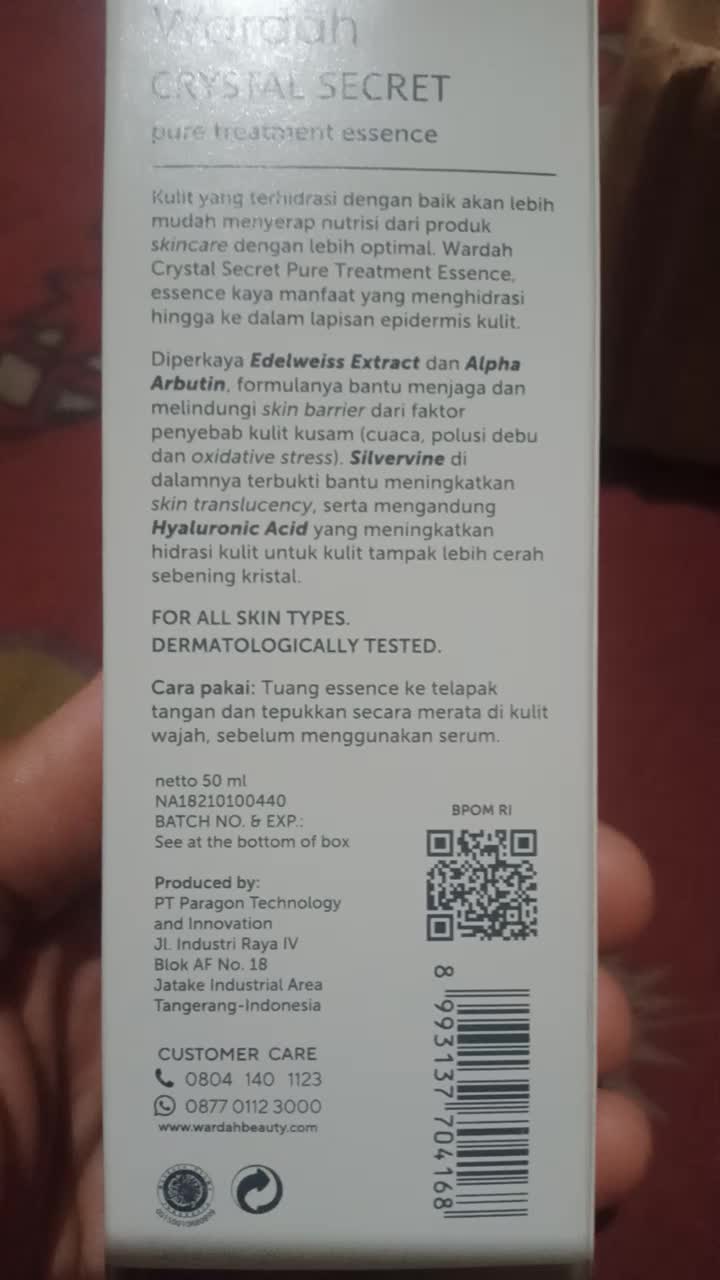 Wardah
CRYSTAL SECRET
pure treatment essence
Kulit yang terhidrasi dengan baik akan lebih
mudah menyerap nutrisi dari produk
skincare dengan lebih optimal. Wardah
Crystal Secret Pure Treatment Essence,
essence kaya manfaat yang menghidrasi
hingga ke dalam lapisan epidermis kulit.
Diperkaya Edelweiss Extract dan Alpha
Arbutin, formulanya bantu menjaga dan
melindungi skin barrier dari faktor
penyebab kulit kusam (cuaca, polusi debu
dan oxidative stress). Silvervine di
dalamnya terbukti bantu meningkatkan
skin translucency, serta mengandung
Hyaluronic Acid yang meningkatkan
hidrasi kulit untuk kulit tampak lebih cerah
sebening kristal.
FOR ALL SKIN TYPES.
DERMATOLOGICALLY TESTED.
Cara pakai: Tuang essence ke telapak
tangan dan tepukkan secara merata di kulit
wajah, sebelum menggunakan serum.
netto 50 ml
NA18210100440
BATCH NO. & EXP.:
See at the bottom of box
BPOM RI
Produced by:
PT Paragon Technology
and Innovation
Jl. Industri Raya IV
Blok AF No. 18
Jatake Industrial Area
Tangerang-Indonesia
CUSTOMER CARE
0804 140 1123
0877 0112 3000
www.wardahbeauty.com
8 993137 704168